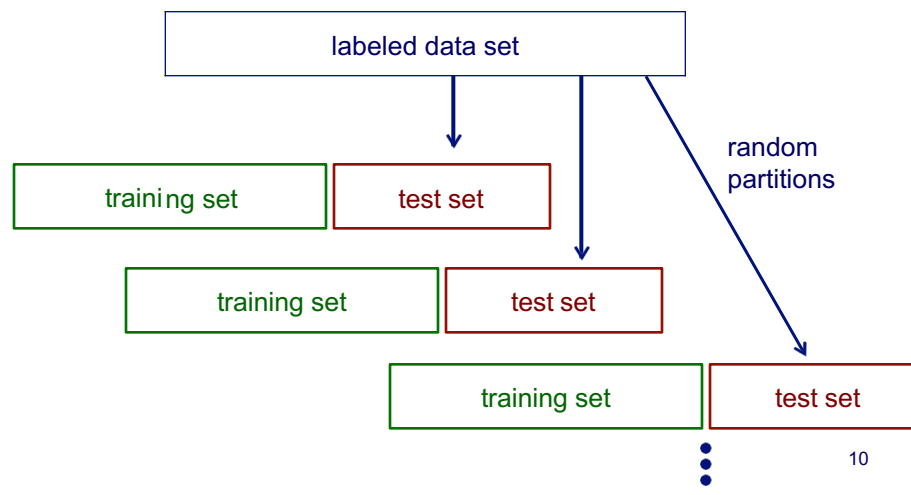 labeled data set
random
partitions
training set
test set
training set
test set
training set
test set
10